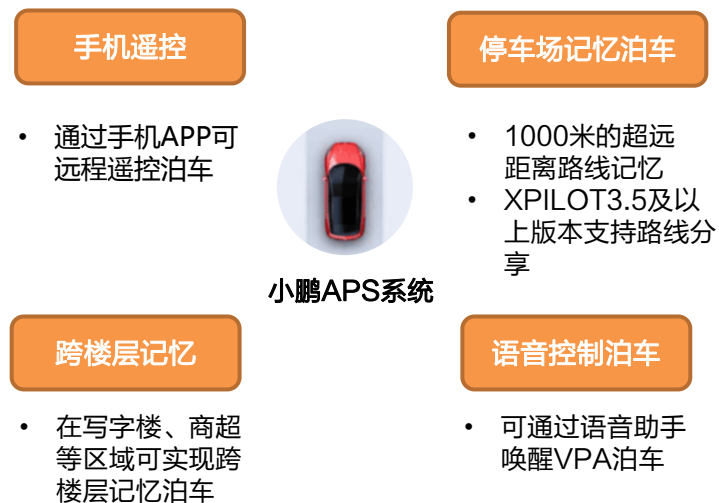 手机遥控
• 通过手机APP可
远程遥控泊车
停车场记忆泊车
• 1000米的超远
距离路线记忆
• XPILOT3.5及以
上版本支持路线分
享
小鹏APS系统
跨楼层记忆
• 在写字楼、商超
等区域可实现跨
楼层记忆泊车
语音控制泊车
• 可通过语音助手
唤醒VPA泊车